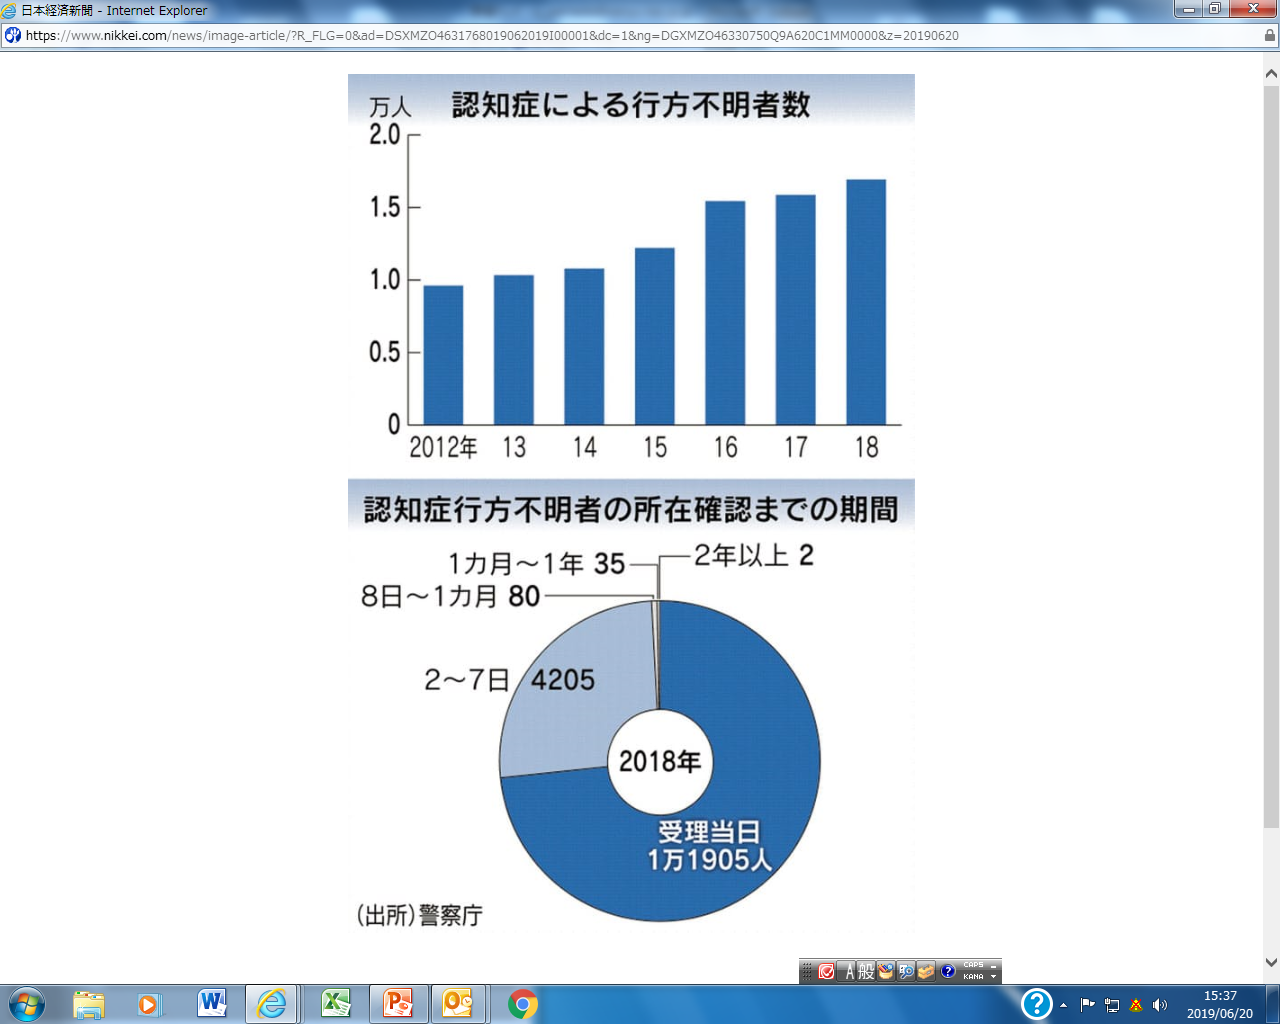 日本経済新聞 - Internet Explorer
https://www.nikkei.com/news/image-article/?R_FLG=0&ad=DSXMZO4631768019062019I00001&dc=1&ng=DGXMZO46330750Q9A620C1MM0000&z=20190620
万人 認知症による行方不明者数
2.0
1.5
1.0
0.5
0
2012年 13 14 15 16 17 18
認知症行方不明者の所在確認までの期間
1カ月～1年 35 2年以上 2
8日～1カ月 80
2～7日 4205
2018年
受理当日
1万1905人
(出所)警察庁
A 般 CAPS
KANA
15:37
2019/06/20